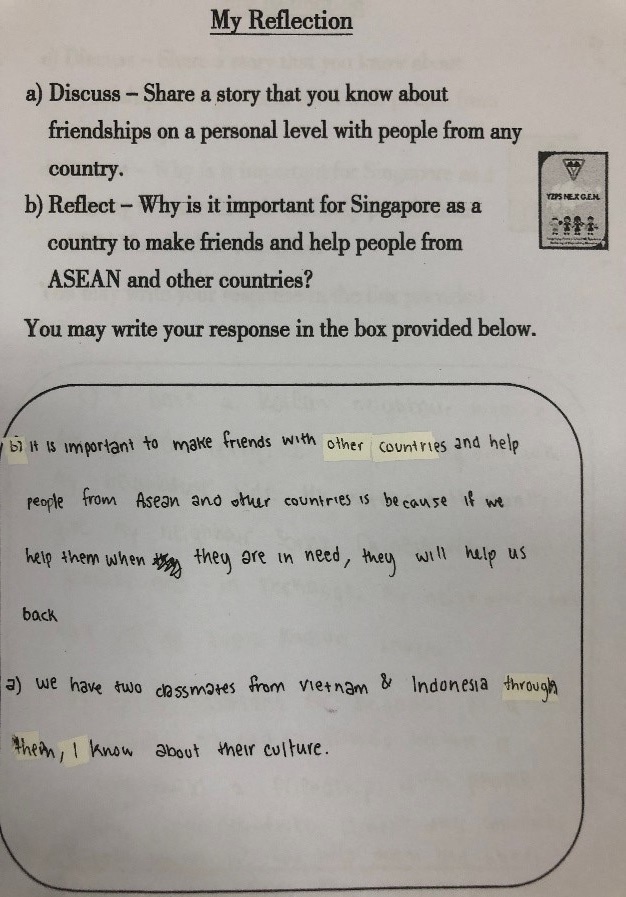 My Reflection
a) Discuss – Share a story that you know about
friendships on a personal level with people from any
country.
b) Reflect – Why is it important for Singapore as a
country to make friends and help people from
ASEAN and other countries?
YIPS NEXGEN
You may write your response in the box provided below.
b) it is important to make friends with other countries and help
people from Asean and other countries is because if we
help them when they are in need, they will help us
back
a) we have two classmates from vietnam & Indonesia through
them, I know about their culture.